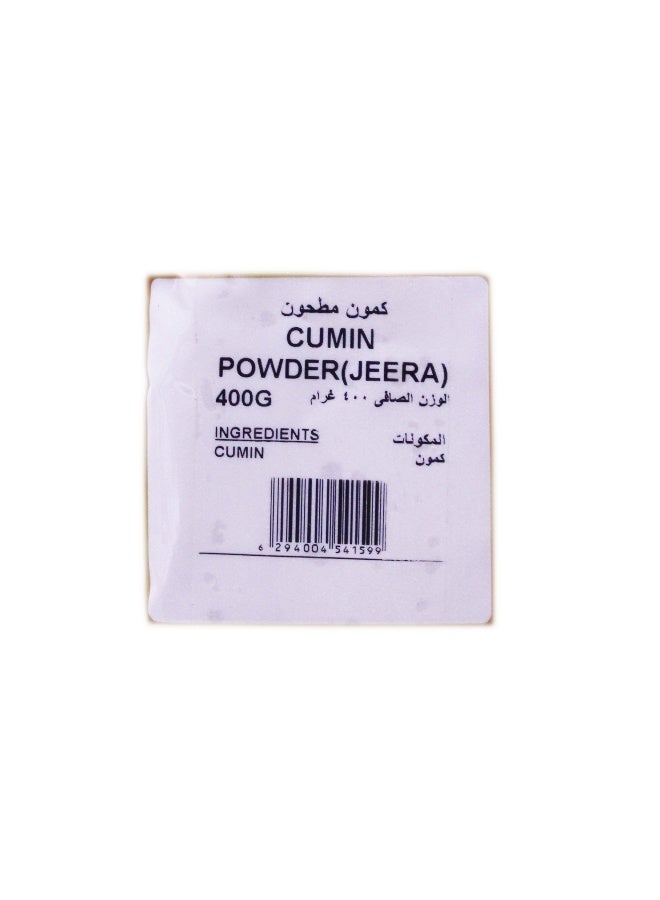 كمون مطحون
CUMIN
POWDER(JEERA)
400G الوزن الصافى ٤٠٠ غرام
INGREDIENTS المكونات
CUMIN كمون
6 294004 541599